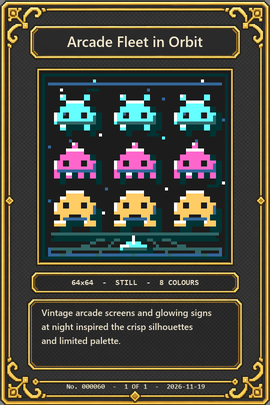 Arcade Fleet in Orbit
64x64 - STILL - 8 COLOURS
Vintage arcade screens and glowing signs
at night inspired the crisp silhouettes
and limited palette.
No. 000060 - 1 OF 1 - 2026-11-19